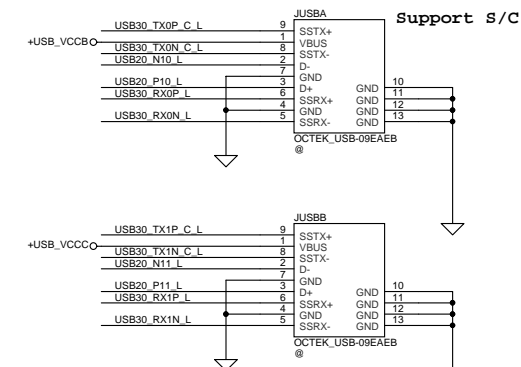 JUSBA
Support S/C
USB30_TX0P_C_L 9 SSTX+
+USB_VCCB 1 VBUS
USB30_TX0N_C_L 8 SSTX-
USB20_N10_L 2 D-
7 GND
USB20_P10_L 3 D+ GND 10
USB30_RX0P_L 6 SSRX+ GND 11
4 GND GND 12
USB30_RX0N_L 5 SSRX- GND 13
OCTEK_USB-09EAEB
@
JUSBB
USB30_TX1P_C_L 9 SSTX+
+USB_VCCC 1 VBUS
USB30_TX1N_C_L 8 SSTX-
USB20_N11_L 2 D-
7 GND
USB20_P11_L 3 D+ GND 10
USB30_RX1P_L 6 SSRX+ GND 11
4 GND GND 12
USB30_RX1N_L 5 SSRX- GND 13
OCTEK_USB-09EAEB
@